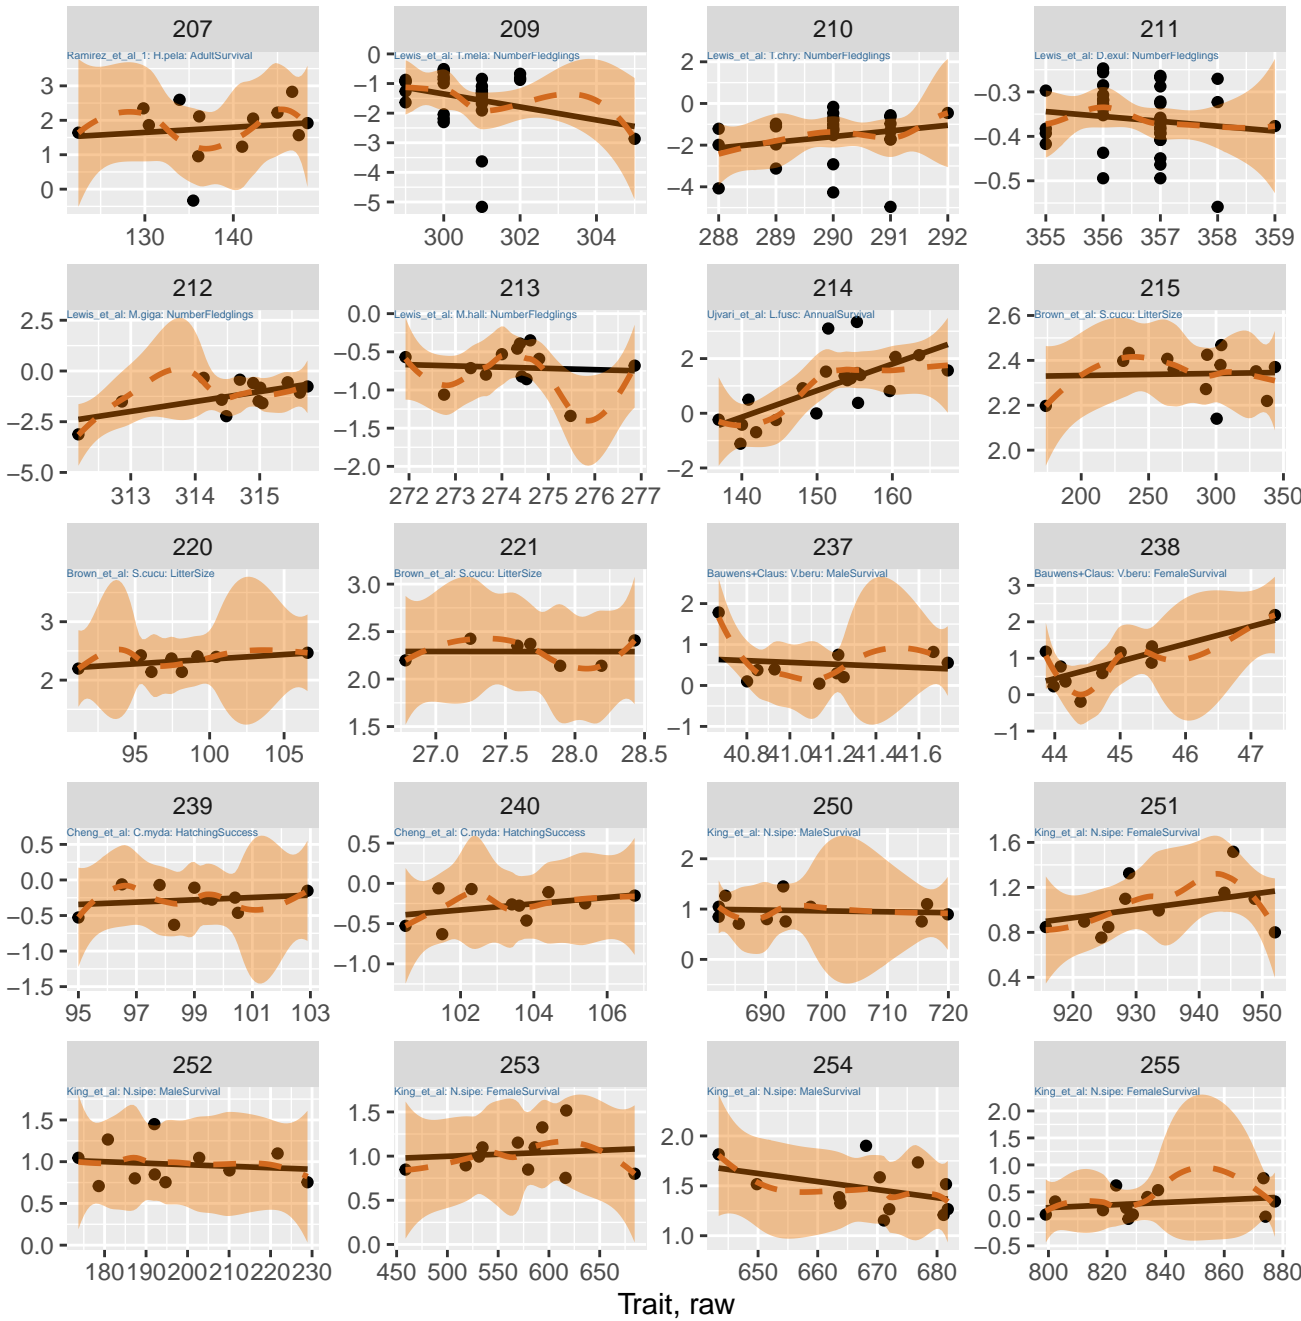 207 209 210 211
Ramirez_et_al_1: H.pela: AdultSurvival Lewis_et_al: T.mela: NumberFledglings Lewis_et_al: T.chry: NumberFledglings Lewis_et_al: D.exul: NumberFledglings
3 2 1 0
0 −1 −2 −3 −4 −5
2 0 −2 −4
−0.3 −0.4 −0.5
130 140 300 302 304 288 289 290 291 292 355 356 357 358 359
212 213 214 215
Lewis_et_al: M.giga: NumberFledglings Lewis_et_al: M.hall: NumberFledglings Ujvari_et_al: L.fusc: AnnualSurvival Brown_et_al: S.cucu: LitterSize
2.5 0.0 −2.5 −5.0
0.0 −0.5 −1.0 −1.5 −2.0
2 0 −2
2.6 2.4 2.2 2.0
313 314 315 272 273 274 275 276 277 140 150 160 200 250 300 350
220 221 237 238
Brown_et_al: S.cucu: LitterSize Brown_et_al: S.cucu: LitterSize Bauwens+Claus: V.beru: MaleSurvival Bauwens+Claus: V.beru: FemaleSurvival
3 2
3.0 2.5 2.0 1.5
2 1 0 −1
3 2 1 0 −1
95 100 105 27.0 27.5 28.0 28.5 40.8 41.0 41.2 41.4 41.6 44 45 46 47
239 240 250 251
Cheng_et_al: C.myda: HatchingSuccess Cheng_et_al: C.myda: HatchingSuccess King_et_al: N.sipe: MaleSurvival King_et_al: N.sipe: FemaleSurvival
0.5 0.0 −0.5 −1.0 −1.5
0.5 0.0 −0.5 −1.0
2 1 0
1.6 1.2 0.8 0.4
95 97 99 101 103 102 104 106 690 700 710 720 920 930 940 950
252 253 254 255
King_et_al: N.sipe: MaleSurvival King_et_al: N.sipe: FemaleSurvival King_et_al: N.sipe: MaleSurvival King_et_al: N.sipe: FemaleSurvival
1.5 1.0 0.5 0.0
1.5 1.0 0.5 0.0
2.0 1.5 1.0
2.0 1.5 1.0 0.5 0.0 −0.5
180 190 200 210 220 230 450 500 550 600 650 650 660 670 680 800 820 840 860 880
Trait, raw